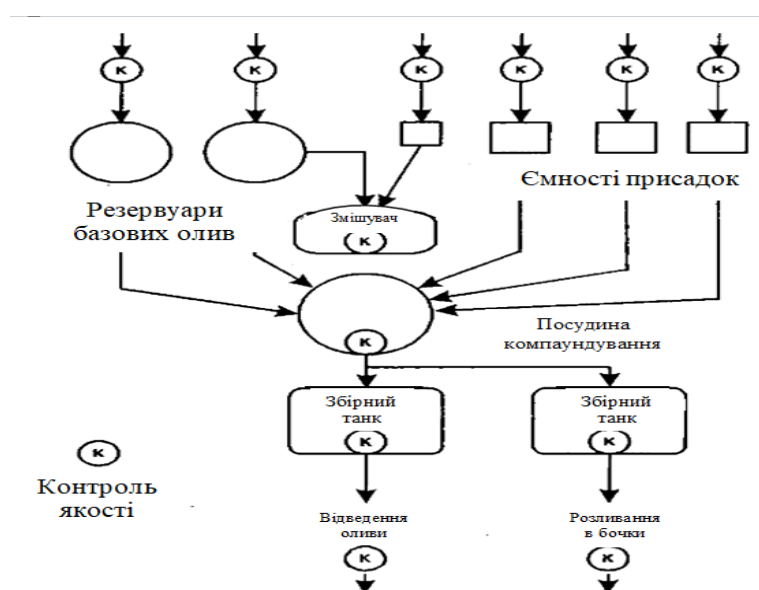 К К К К К К
Ємності присадок
Резервуари
базових олив
Змішувач
К
К
Посудина
компаундування
Збірний
танк
К
Збірний
танк
К
К
Контроль
якості
Відведення
оливи
К
Розливання
в бочки
К